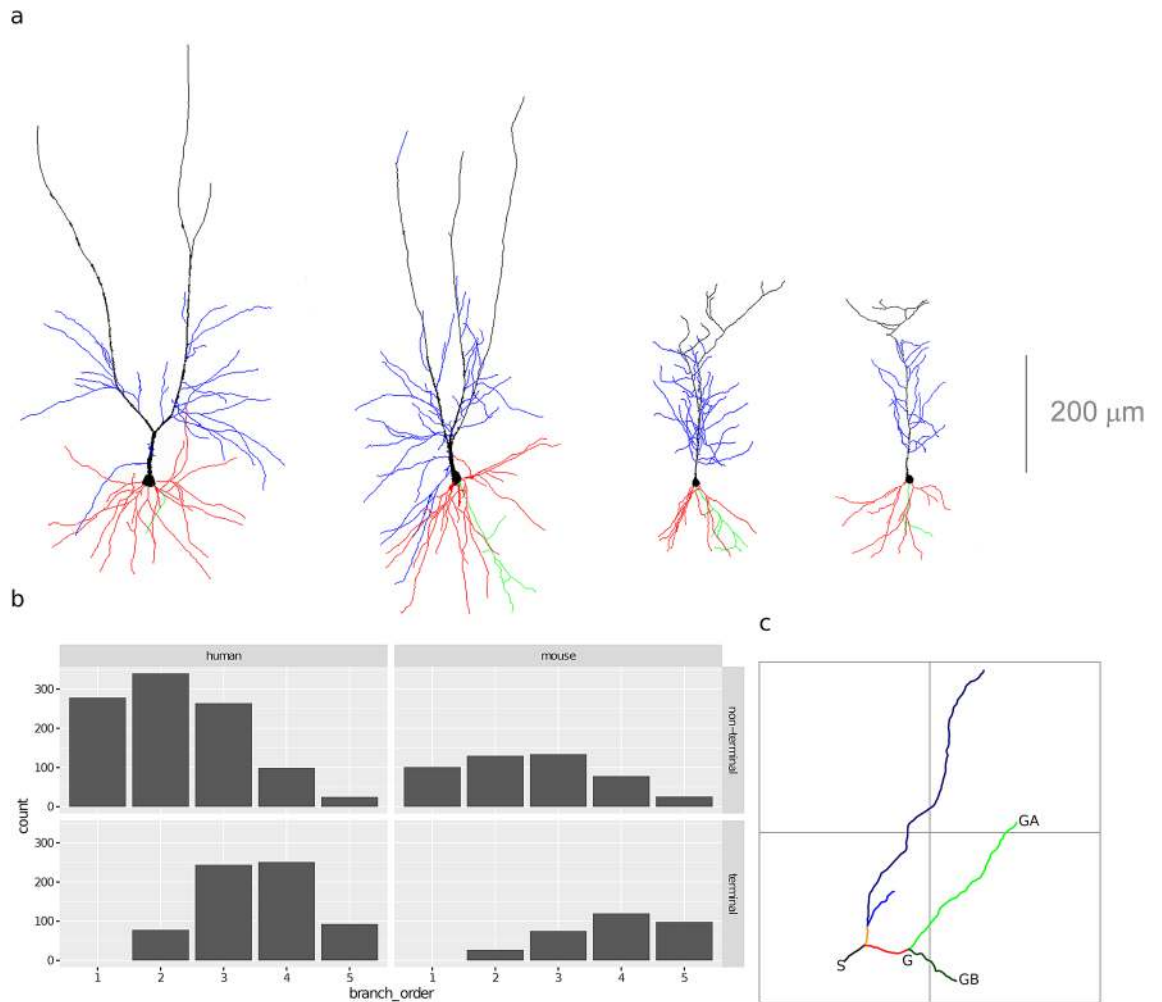 a
200 μm
b
human mouse
300
200
100
0
non-terminal
300
200
100
0
terminal
count
1 2 3 4 5 1 2 3 4 5
branch_order
c
GA
S
G
GB